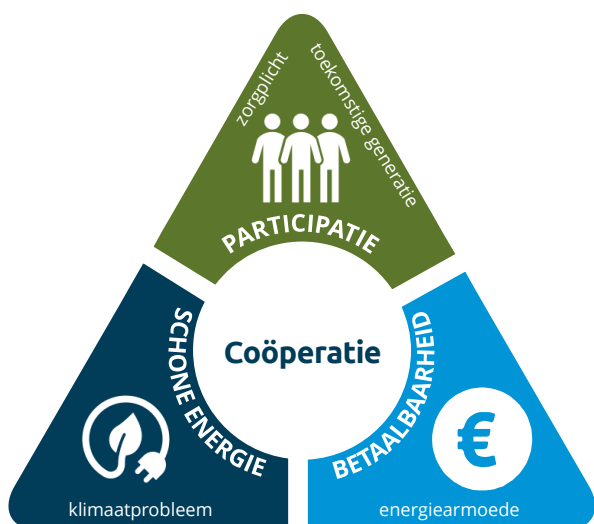 zorgplicht
toekomstige generatie
PARTICIPATIE
Coöperatie
SCHONE ENERGIE
BETAALBAARHEID
€
klimaatprobleem
energiearmoede